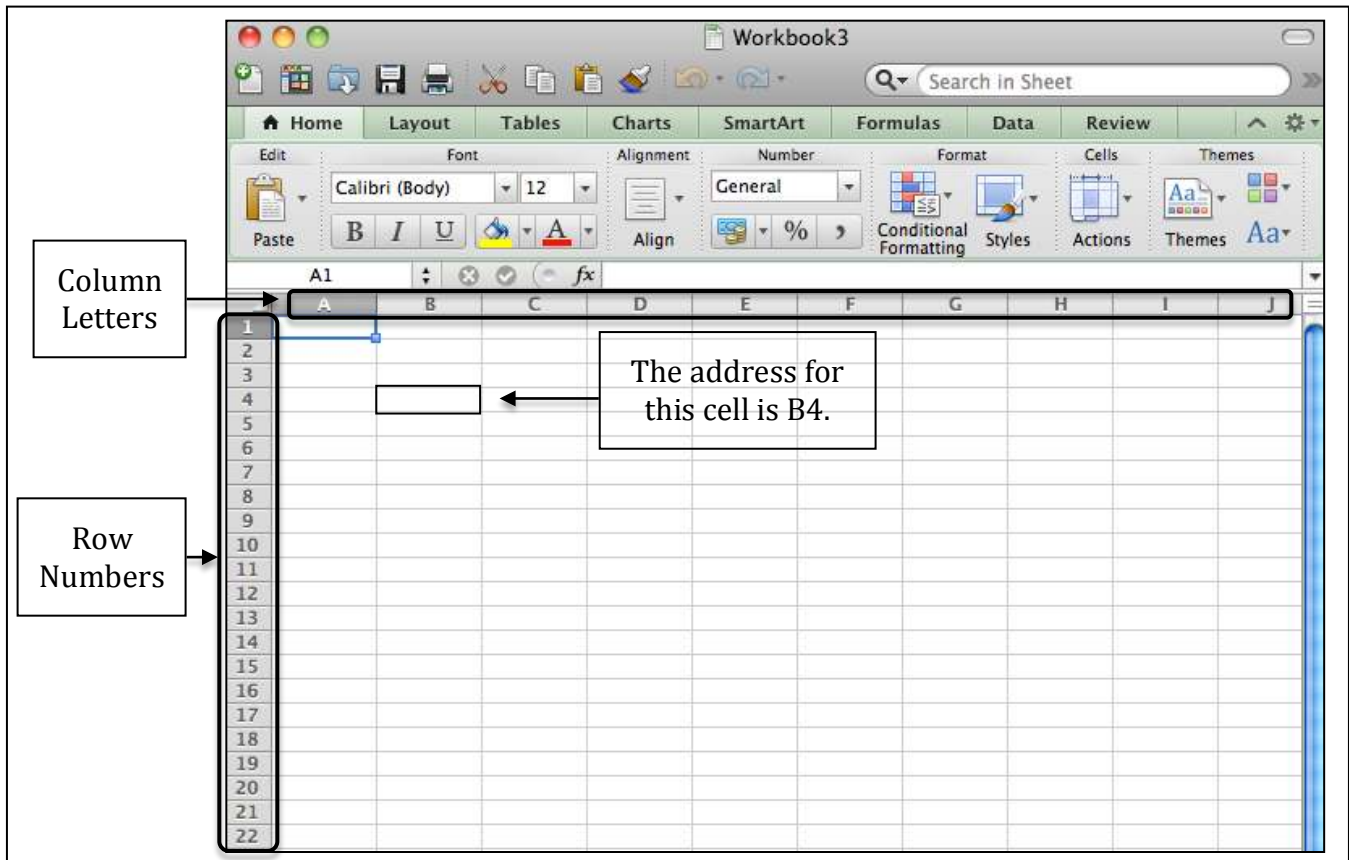 Workbook3
Search in Sheet
Home Layout Tables Charts SmartArt Formulas Data Review
Edit Font Alignment Number Format Cells Themes
Calibri (Body) 12 General
Paste B I U A Align % , Conditional Formatting Styles Actions Aa Themes Aa
A1 fx
A B C D E F G H I J
Column
Letters
1
2
3
The address for
this cell is B4.
4
5
6
7
8
9
Row
Numbers
10
11
12
13
14
15
16
17
18
19
20
21
22